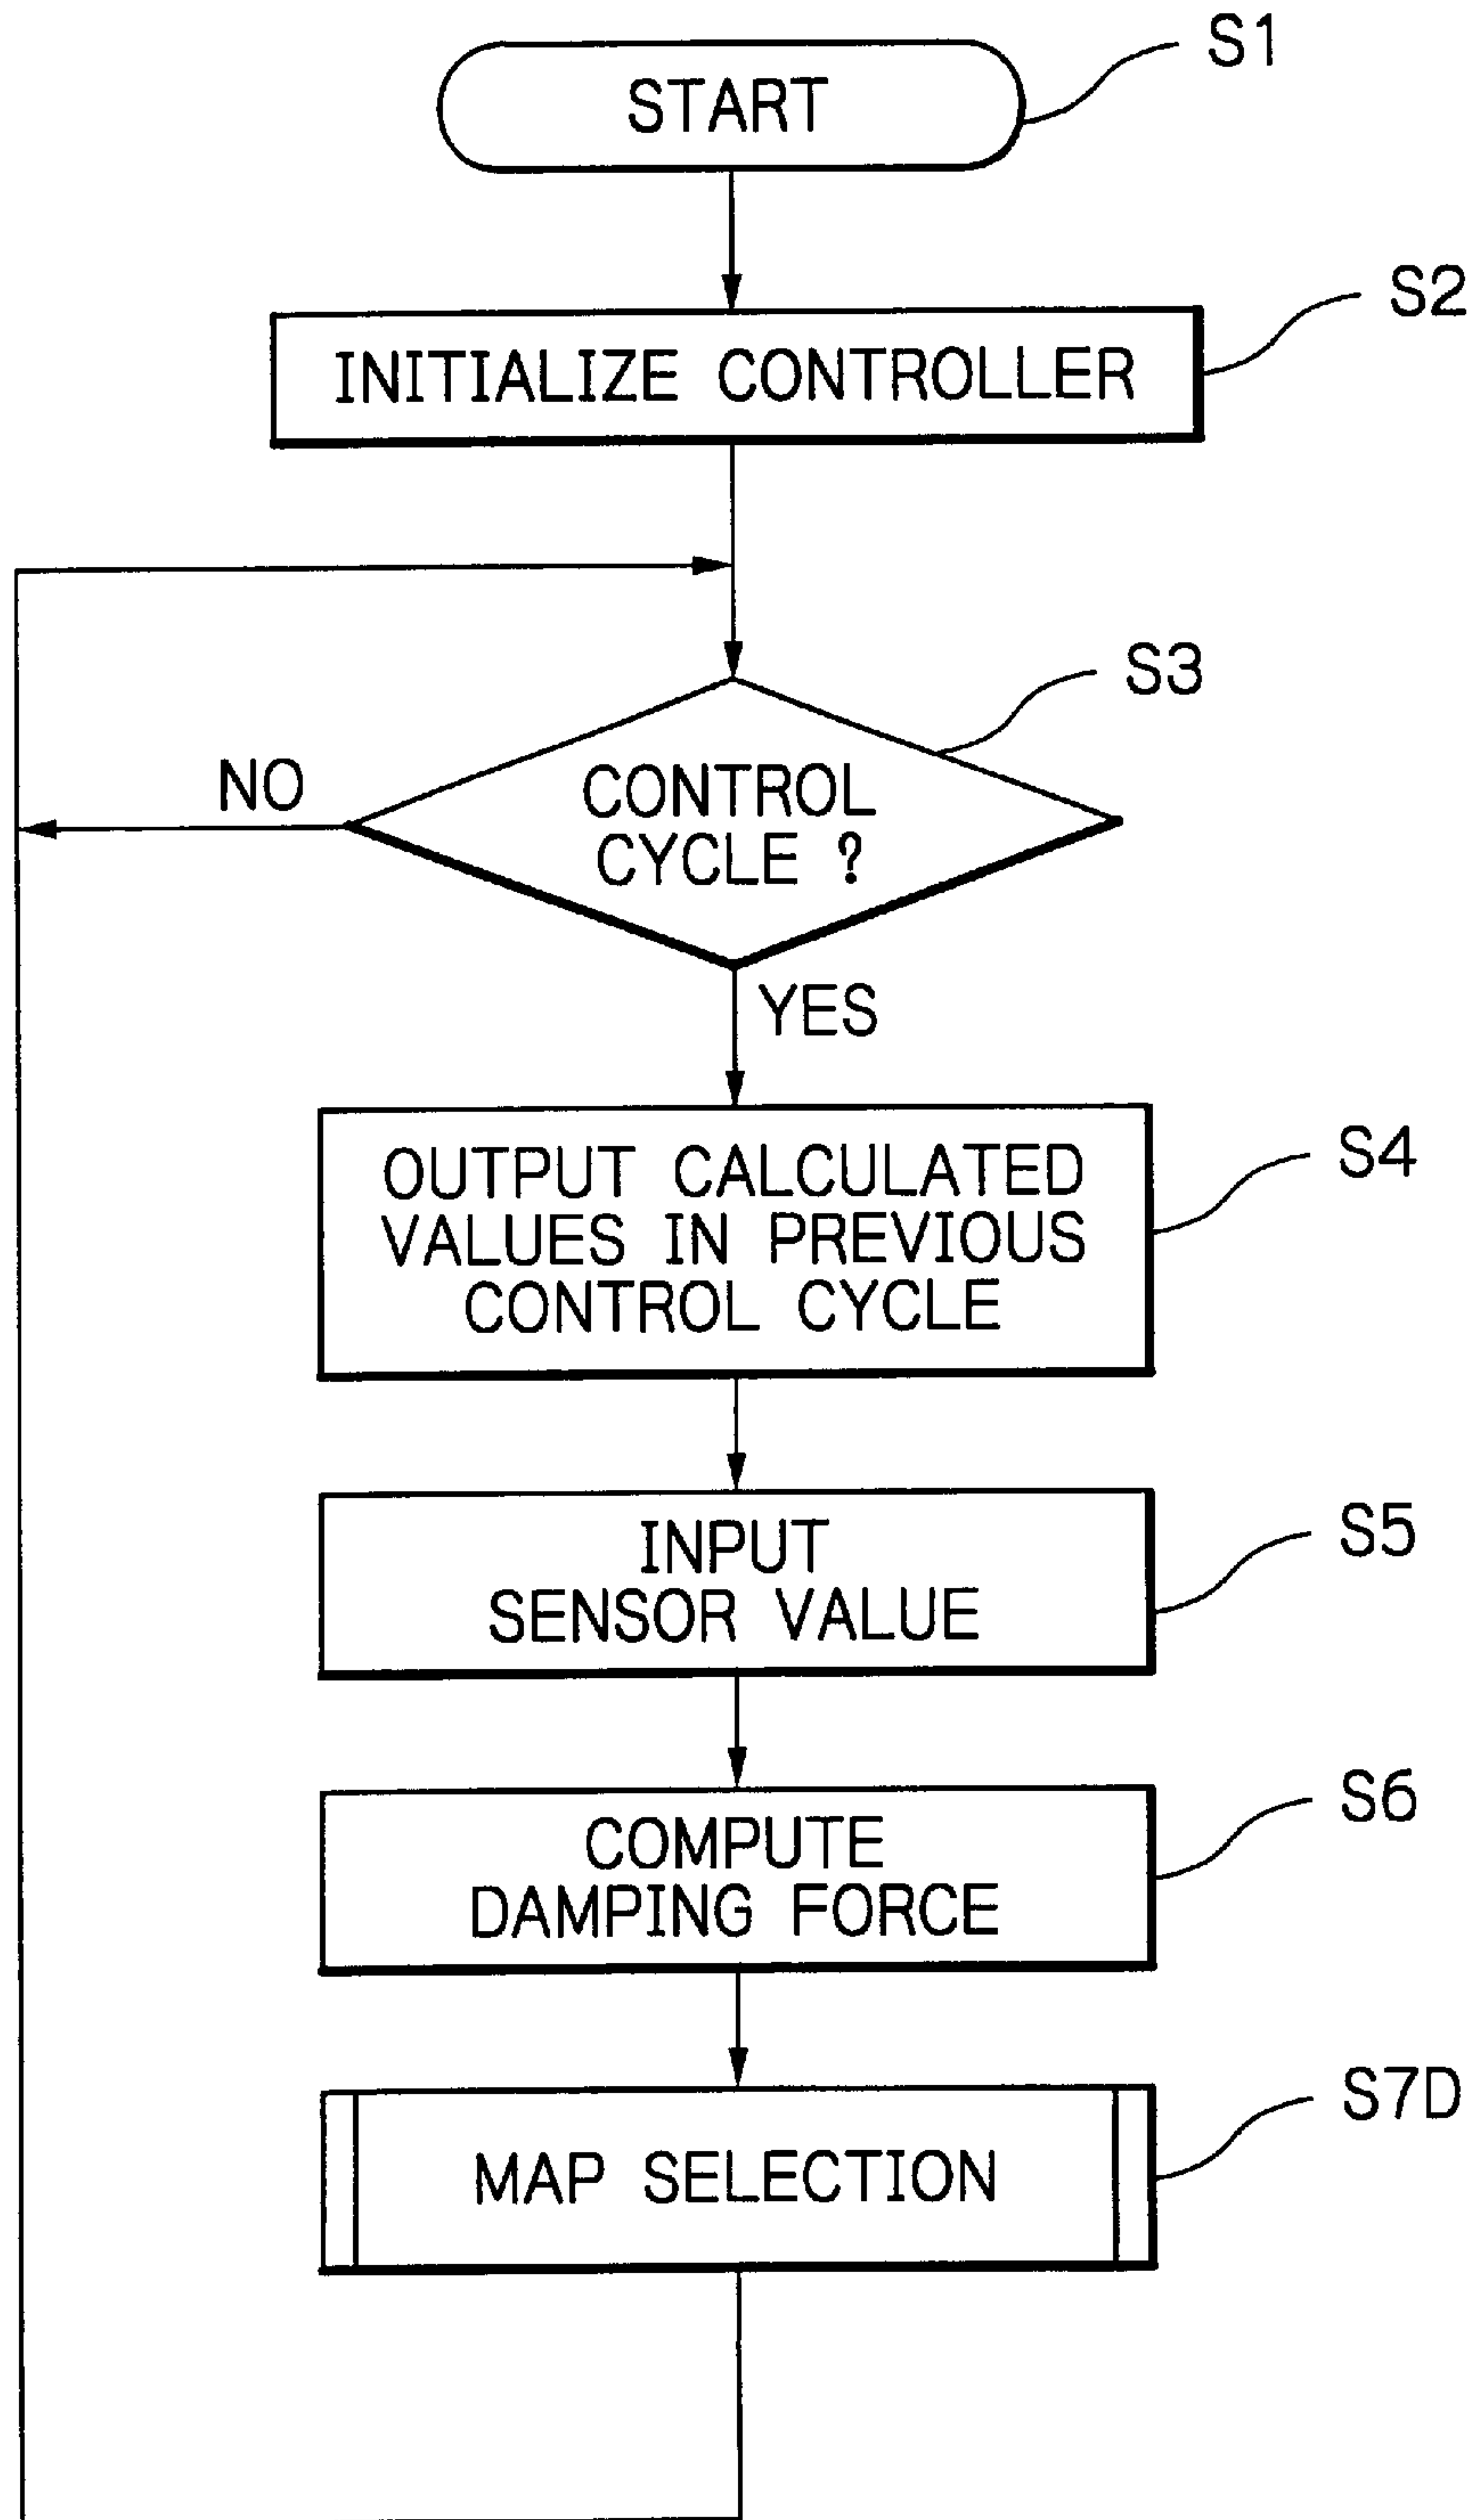 START
S1
INITIALIZE CONTROLLER
S2
S3
NO
CONTROL
CYCLE ?
YES
OUTPUT CALCULATED
VALUES IN PREVIOUS
CONTROL CYCLE
S4
INPUT
SENSOR VALUE
S5
COMPUTE
DAMPING FORCE
S6
MAP SELECTION
S7D